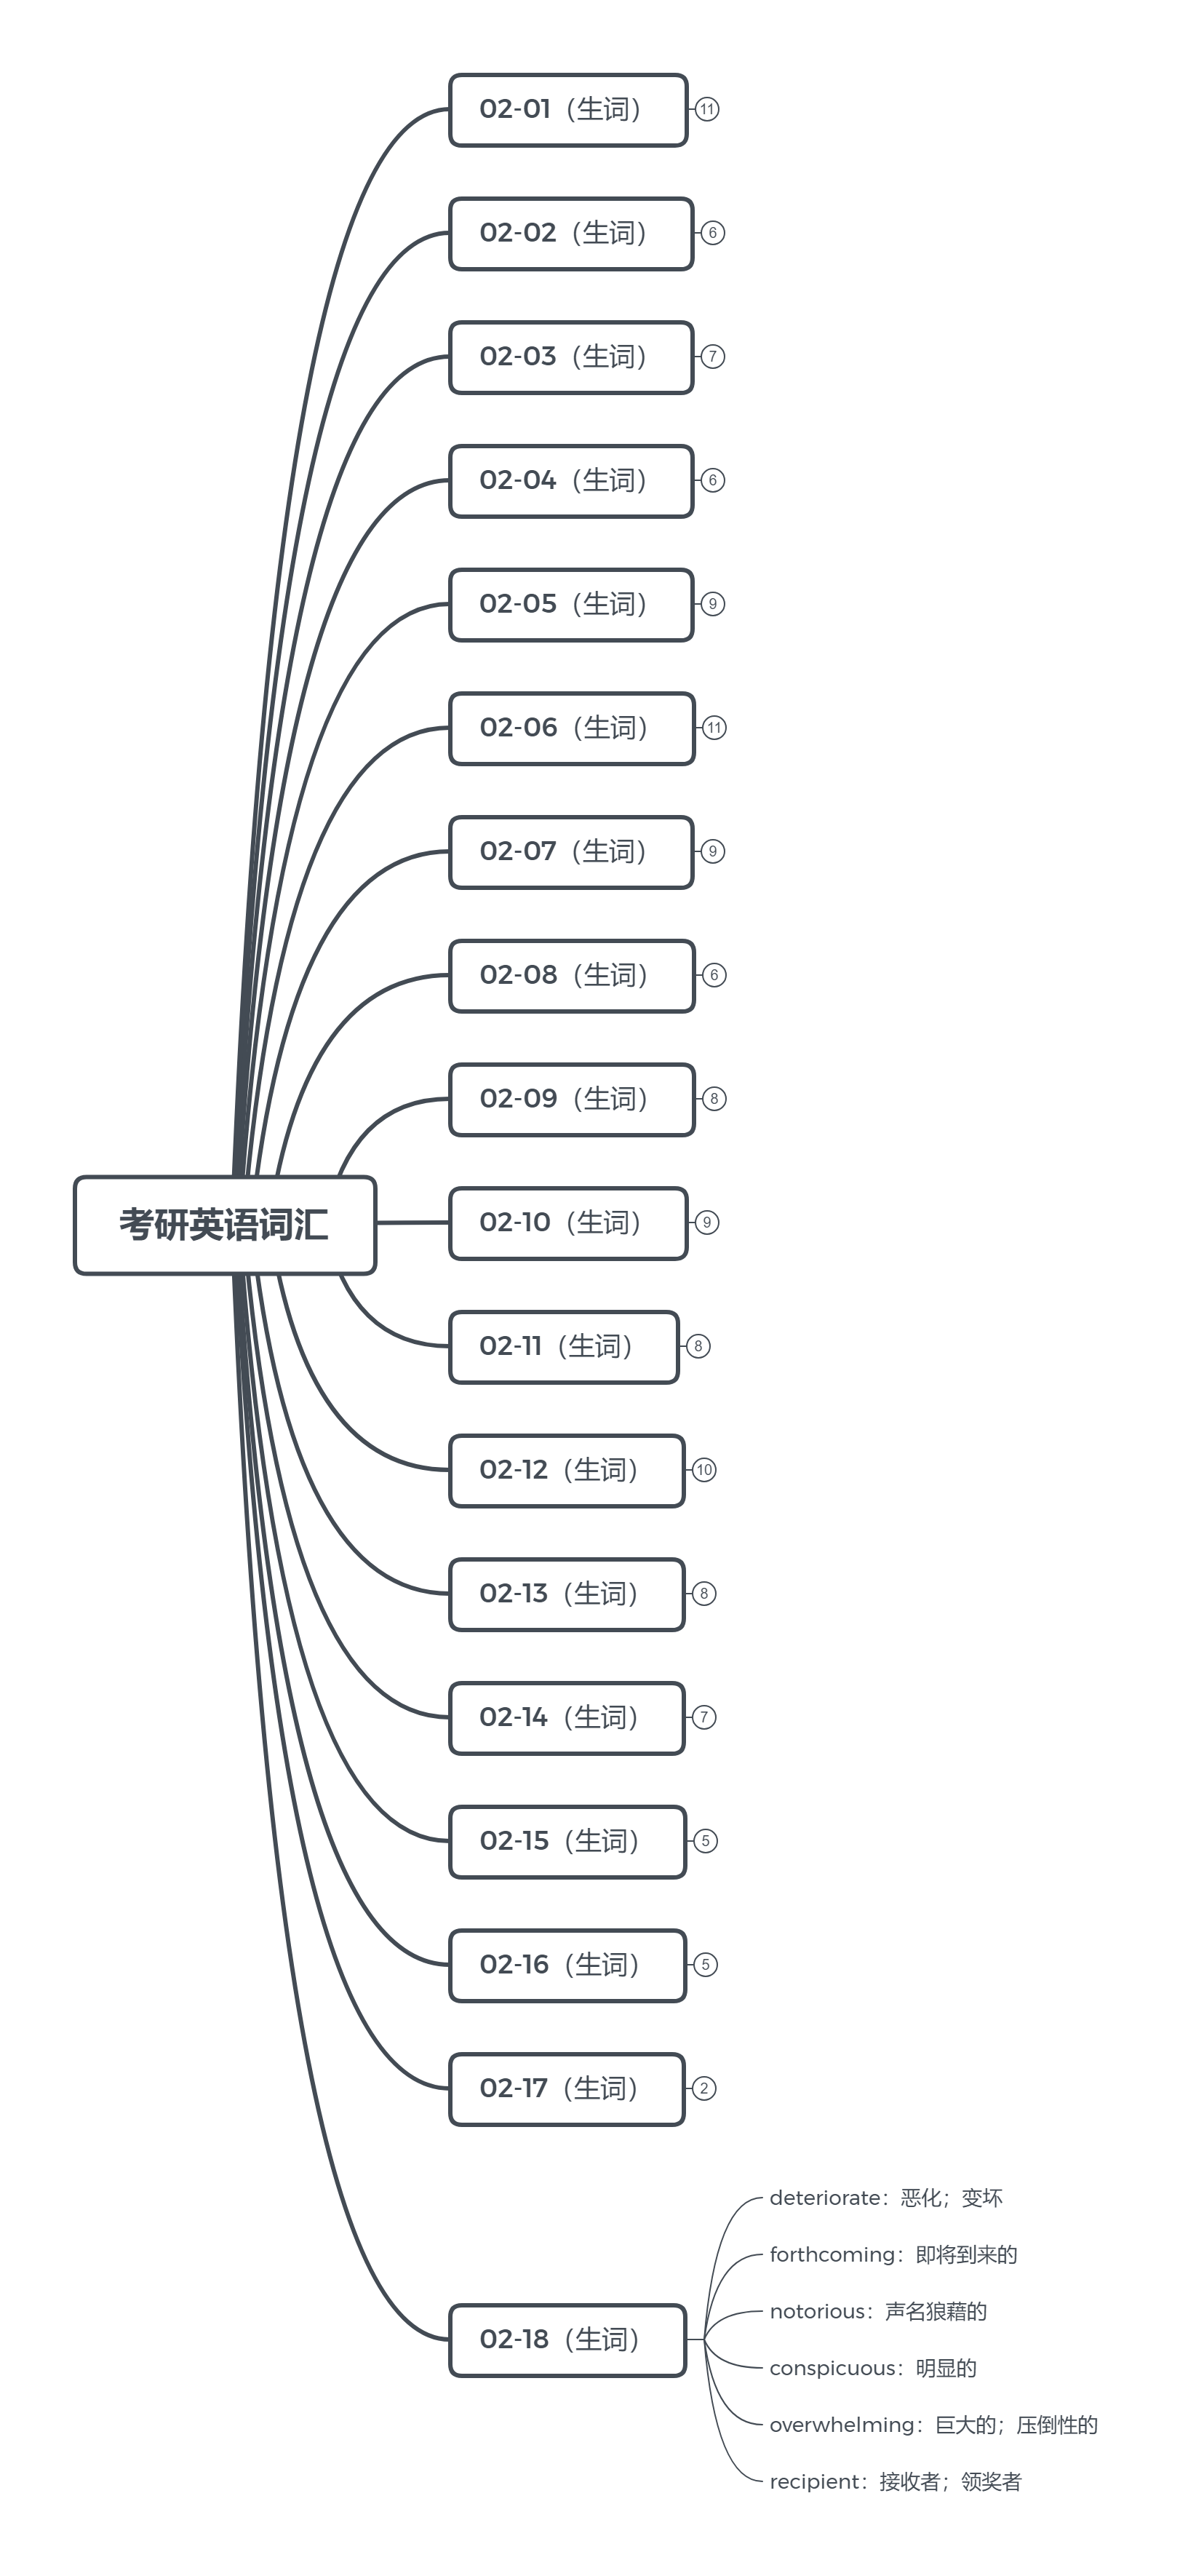 02-01（生词）
11
02-02（生词）
6
02-03（生词）
7
02-04（生词）
6
02-05（生词）
9
02-06（生词）
11
02-07（生词）
9
02-08（生词）
6
02-09（生词）
8
考研英语词汇
02-10（生词）
9
02-11（生词）
8
02-12（生词）
10
02-13（生词）
8
02-14（生词）
7
02-15（生词）
5
02-16（生词）
5
02-17（生词）
2
02-18（生词）
deteriorate：恶化；变坏
forthcoming：即将到来的
notorious：声名狼藉的
conspicuous：明显的
overwhelming：巨大的；压倒性的
recipient：接收者；领奖者